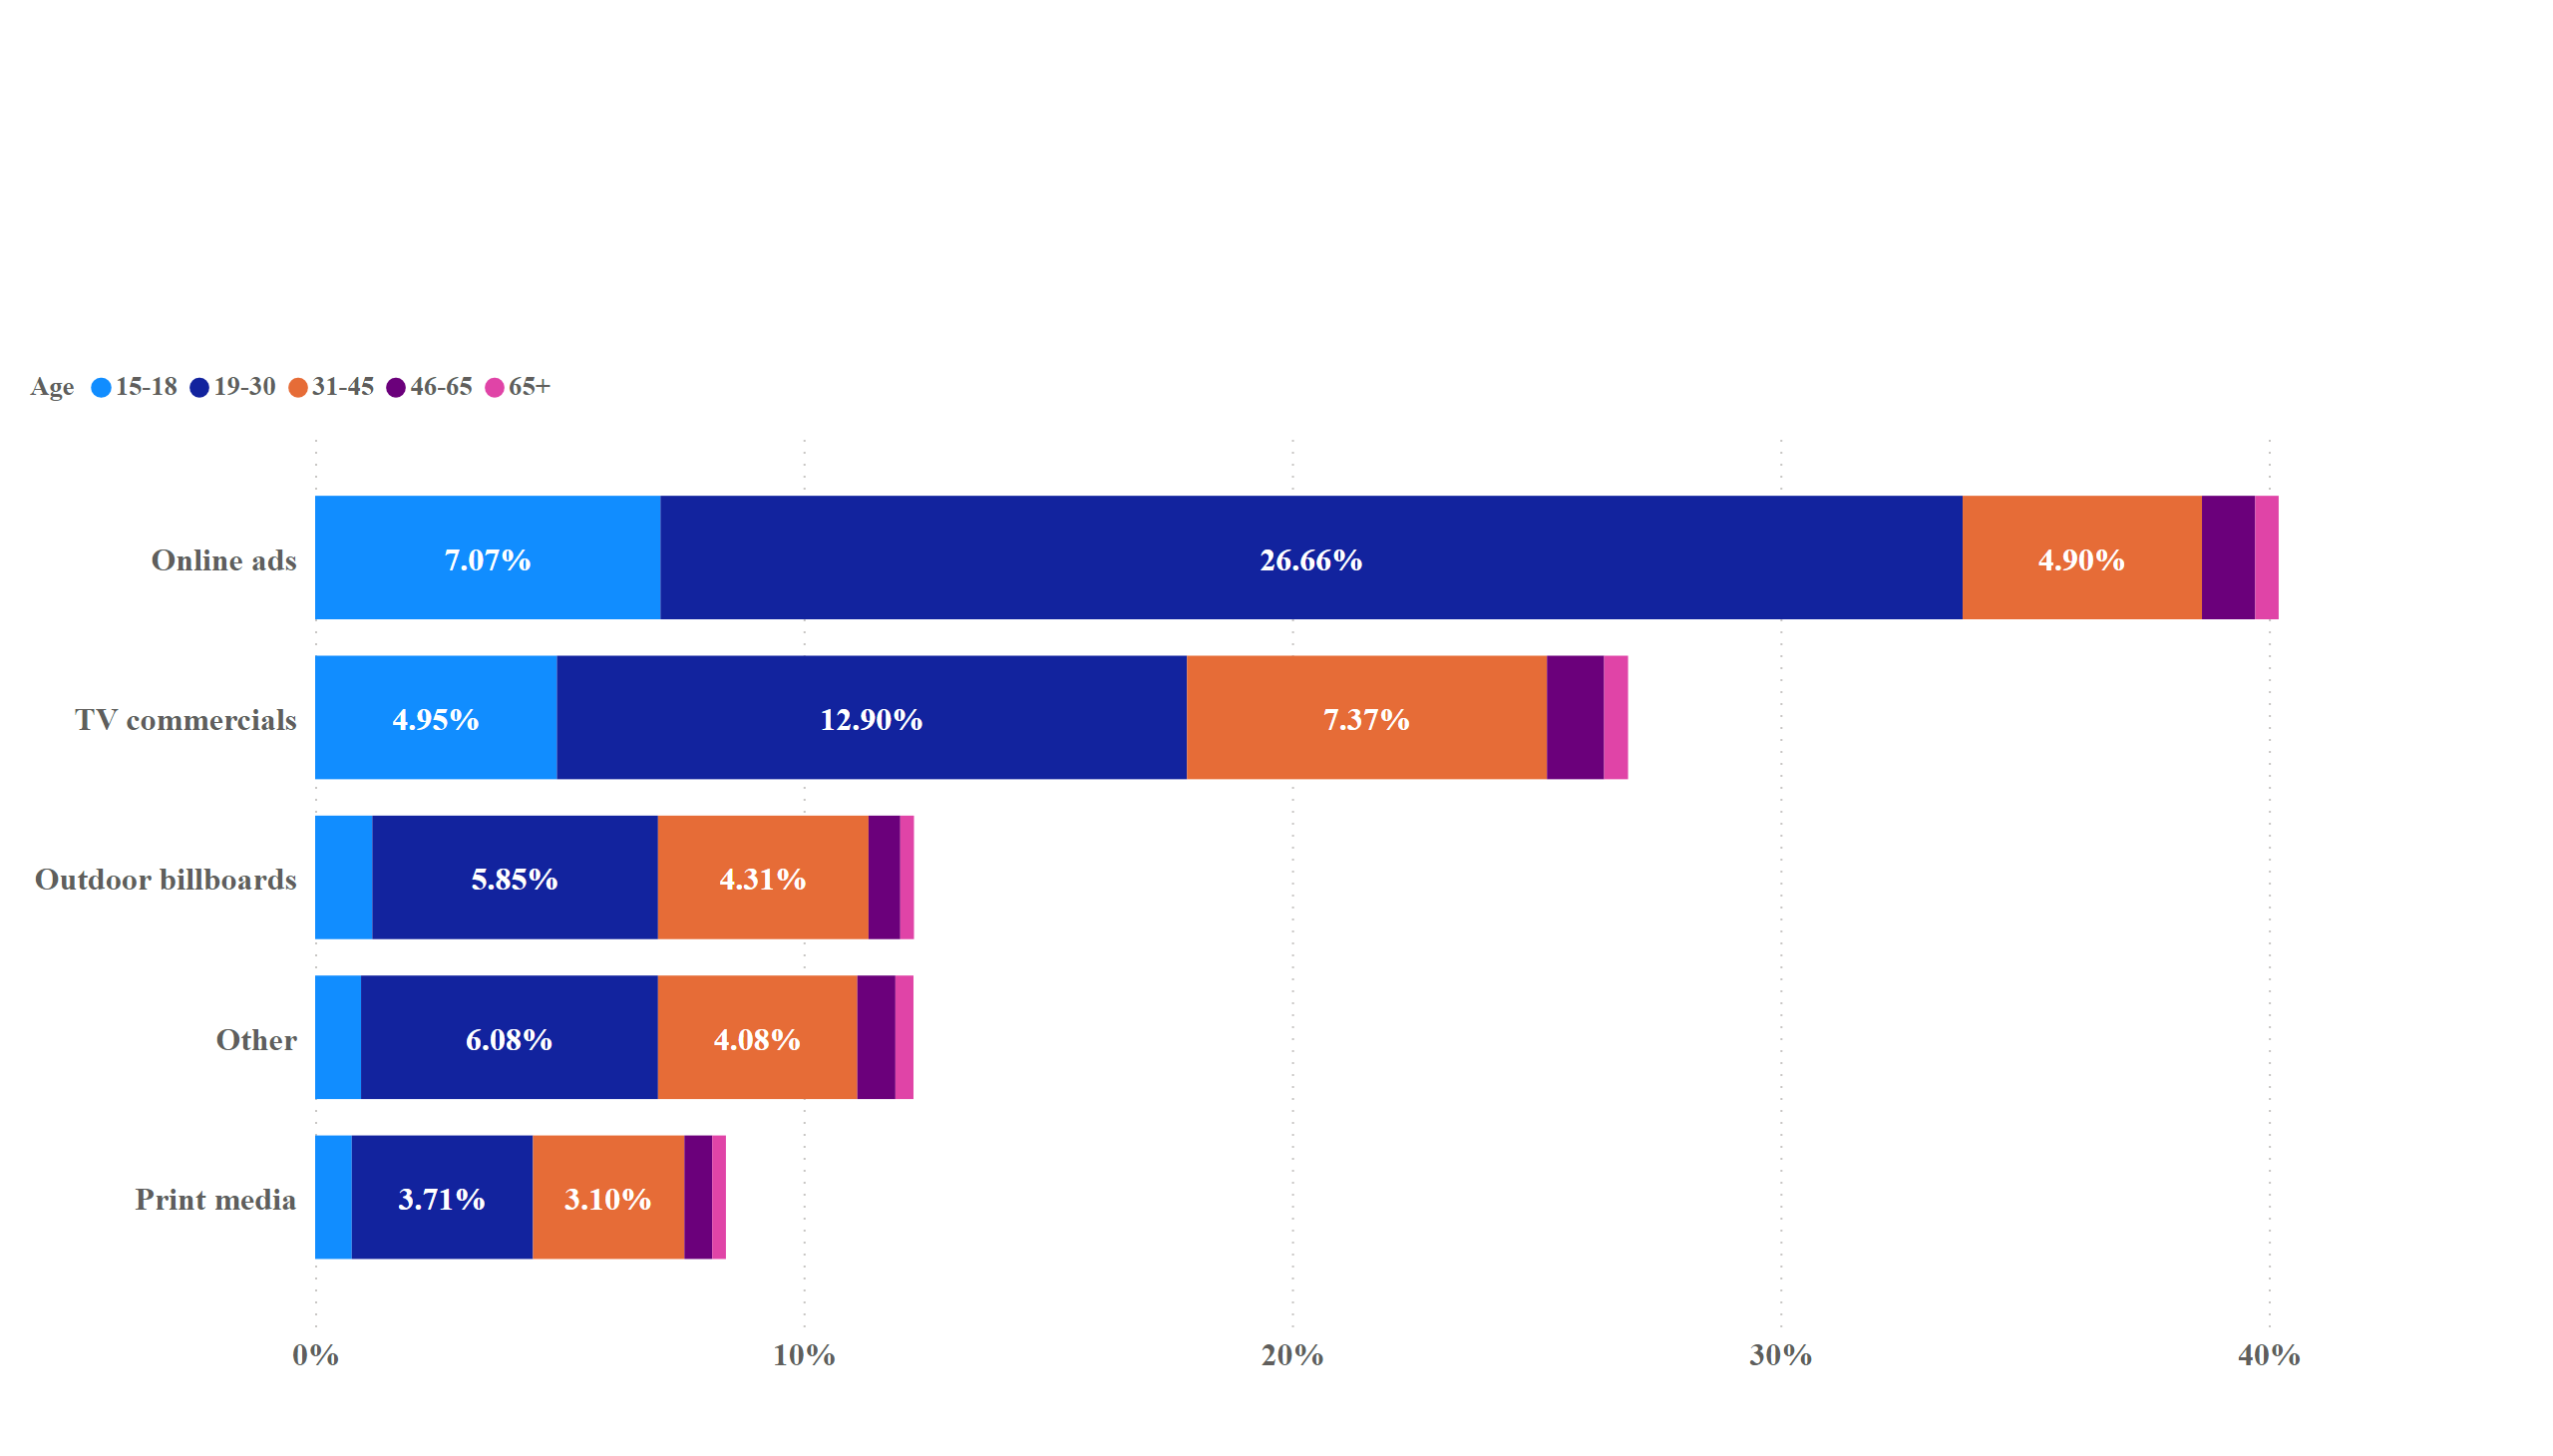 Age 15-18 19-30 31-45 46-65 65+
Online ads 7.07% 26.66% 4.90%
TV commercials 4.95% 12.90% 7.37%
Outdoor billboards 5.85% 4.31%
Other 6.08% 4.08%
Print media 3.71% 3.10%
0% 10% 20% 30% 40%